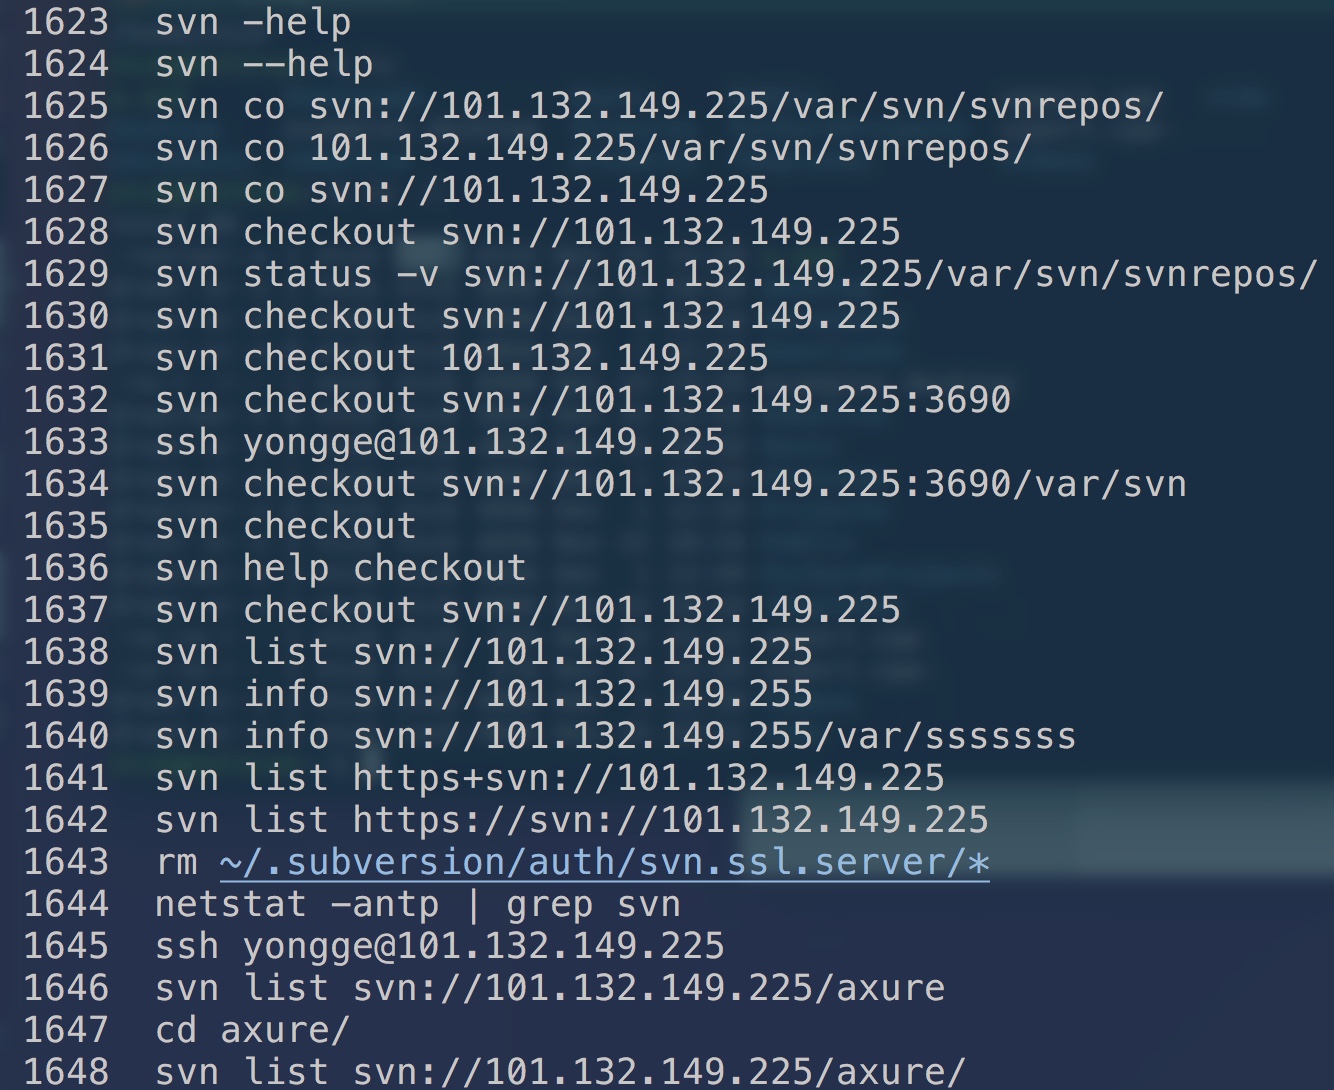 1623  svn -help
1624  svn --help
1625  svn co svn://101.132.149.225/var/svn/svnrepos/
1626  svn co 101.132.149.225/var/svn/svnrepos/
1627  svn co svn://101.132.149.225
1628  svn checkout svn://101.132.149.225
1629  svn status -v svn://101.132.149.225/var/svn/svnrepos/
1630  svn checkout svn://101.132.149.225
1631  svn checkout 101.132.149.225
1632  svn checkout svn://101.132.149.225:3690
1633  ssh yongge@101.132.149.225
1634  svn checkout svn://101.132.149.225:3690/var/svn
1635  svn checkout
1636  svn help checkout
1637  svn checkout svn://101.132.149.225
1638  svn list svn://101.132.149.225
1639  svn info svn://101.132.149.255
1640  svn info svn://101.132.149.255/var/sssssss
1641  svn list https+svn://101.132.149.225
1642  svn list https://svn://101.132.149.225
1643  rm ~/.subversion/auth/svn.ssl.server/*
1644  netstat -antp | grep svn
1645  ssh yongge@101.132.149.225
1646  svn list svn://101.132.149.225/axure
1647  cd axure/
1648  svn list svn://101.132.149.225/axure/